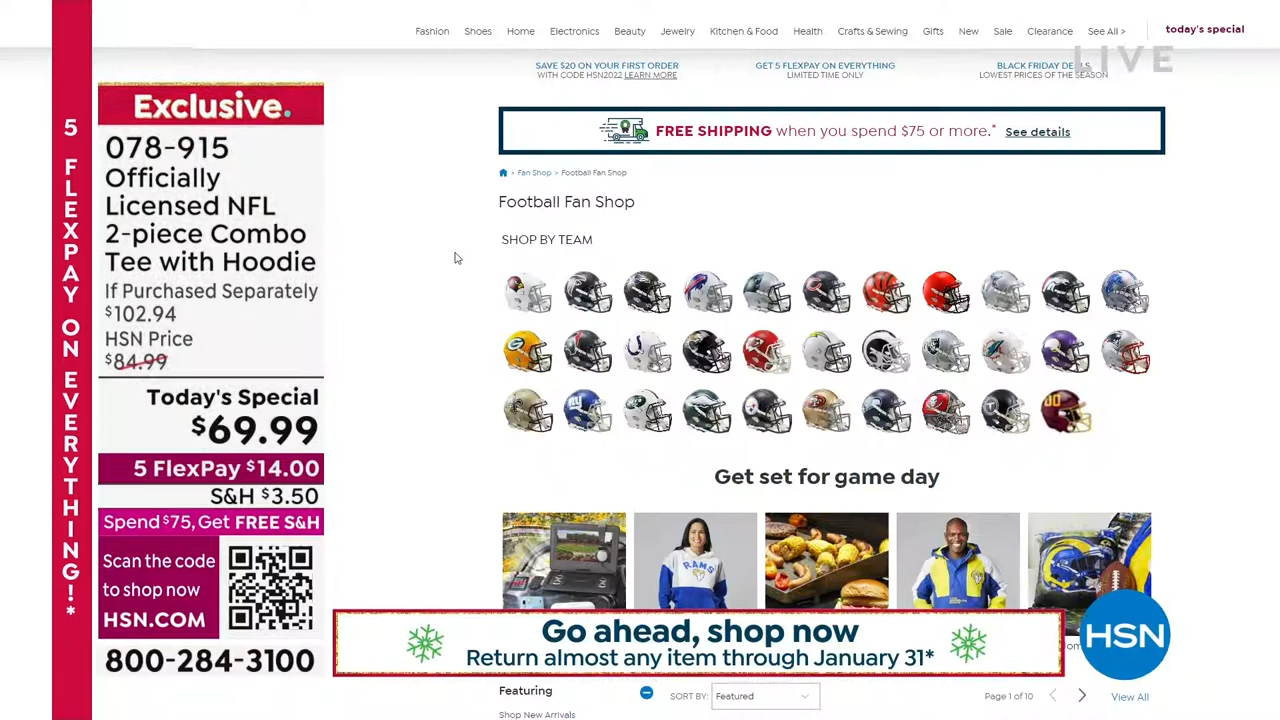 Fashion Shoes Home Electronics Beauty Jewelry Kitchen & Food Health Crafts & Sewing Gifts New Sale Clearance See All > today's special
LIVE
SAVE $20 ON YOUR FIRST ORDER
WITH CODE HSN2022 LEARN MORE
GET 5 FLEXPAY ON EVERYTHING
LIMITED TIME ONLY
BLACK FRIDAY DEALS
LOWEST PRICES OF THE SEASON
5 FLEXPAY ON EVERYTHING!*
Exclusive.
078-915
Officially
Licensed NFL
2-piece Combo
Tee with Hoodie
If Purchased Separately
$102.94
HSN Price
$84.99
Today's Special
$69.99
5 FlexPay $14.00
S&H $3.50
Spend $75, Get FREE S&H
Scan the code
to shop now
HSN.COM
800-284-3100
FREE SHIPPING when you spend $75 or more.* See details
> Fan Shop > Football Fan Shop
Football Fan Shop
SHOP BY TEAM
Get set for game day
RAMS
Go ahead, shop now
Return almost any item through January 31*
HSN
Featuring
SORT BY: Featured
Page 1 of 10
View All
Shop New Arrivals